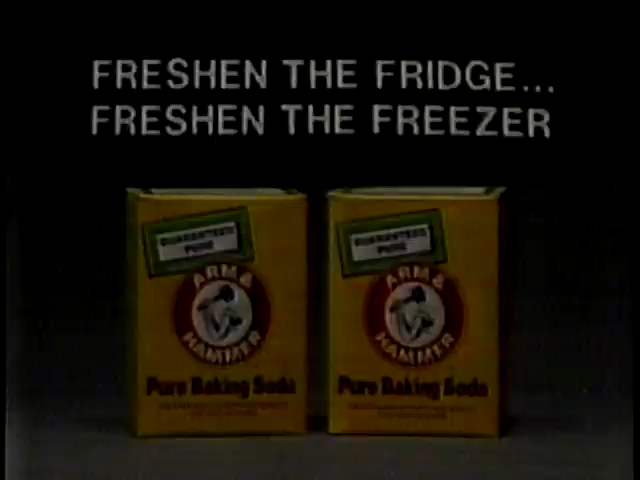 FRESHEN THE FRIDGE...
FRESHEN THE FREEZER
GUARANTEED
PURE
ARM &
HAMMER
Pure Baking Soda
GUARANTEED
PURE
ARM &
HAMMER
Pure Baking Soda